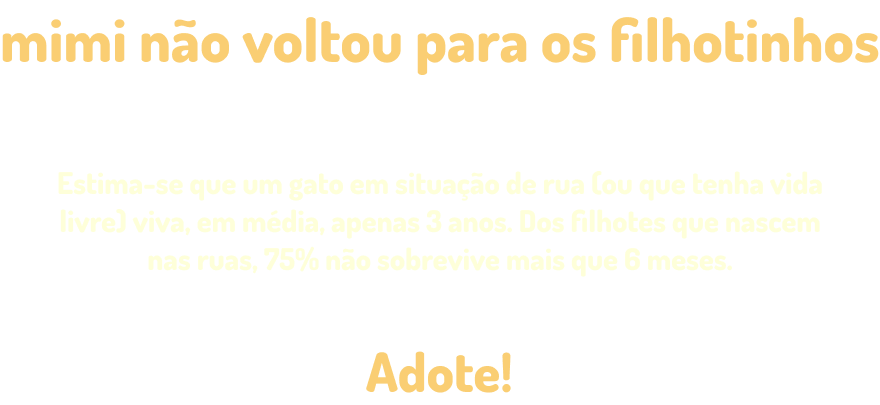 mimi não voltou para os filhotinhos
Estima-se que um gato em situação de rua (ou que tenha vida
livre) viva, em média, apenas 3 anos. Dos filhotes que nascem
nas ruas, 75% não sobrevive mais que 6 meses.
Adote!